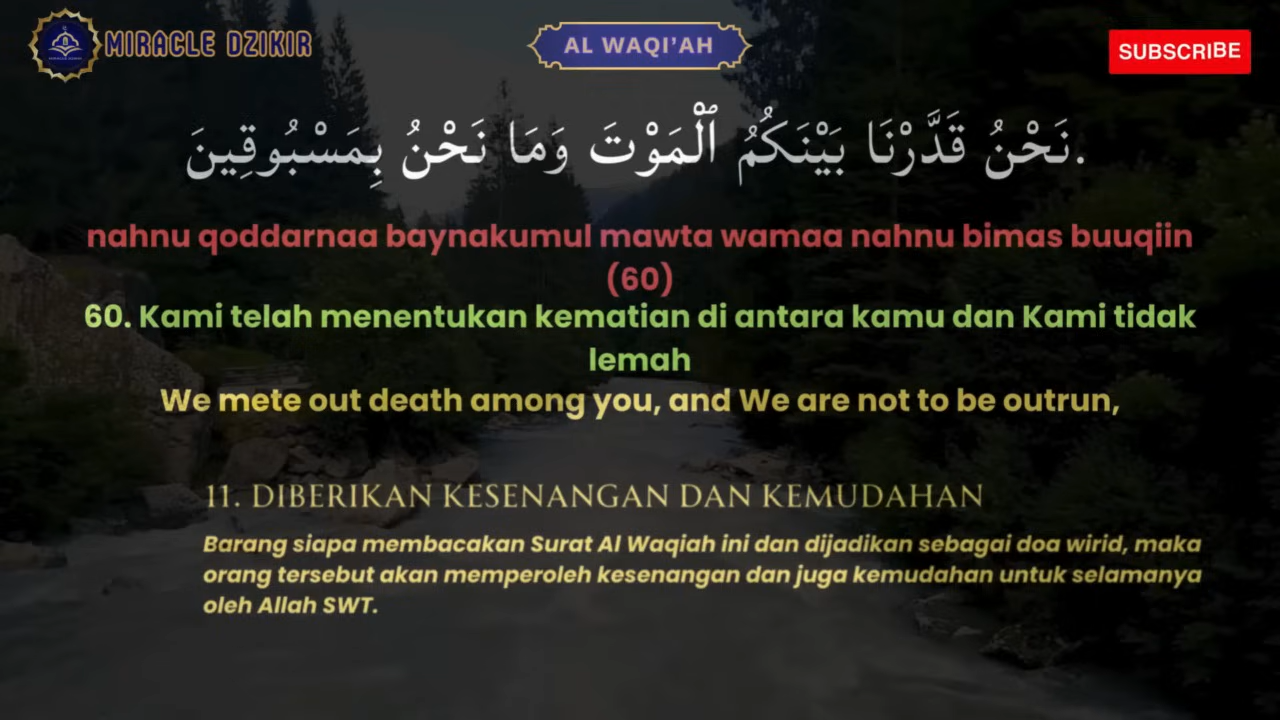 MIRACLE DZIKIR
AL WAQI'AH
SUBSCRIBE
نَحْنُ قَدَّرْنَا بَيْنَكُمُ ٱلْمَوْتَ وَمَا نَحْنُ بِمَسْبُوقِينَ.
nahnu qoddarnaa baynakumul mawta wamaa nahnu bimas buuqiin
(60)
60. Kami telah menentukan kematian di antara kamu dan Kami tidak
lemah
We mete out death among you, and We are not to be outrun,
11. DIBERIKAN KESENANGAN DAN KEMUDAHAN
Barang siapa membacakan Surat Al Waqiah ini dan dijadikan sebagai doa wirid, maka
orang tersebut akan memperoleh kesenangan dan juga kemudahan untuk selamanya
oleh Allah SWT.